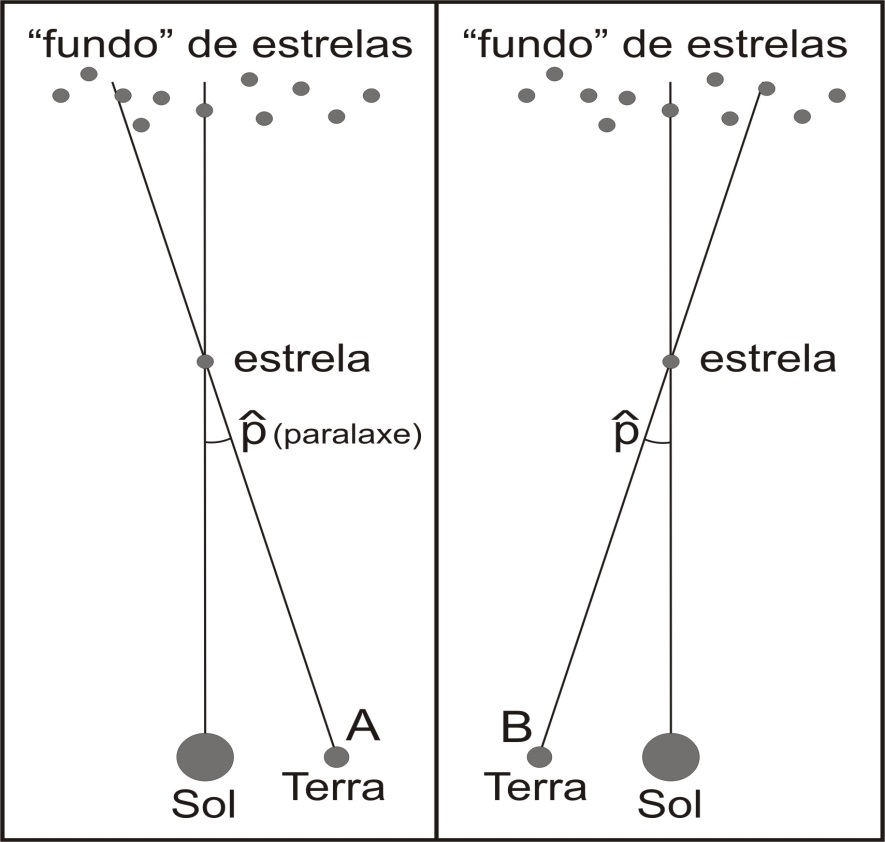 “fundo” de estrelas
estrela
p̂ (paralaxe)
A
Terra
Sol
“fundo” de estrelas
estrela
p̂
B
Terra
Sol